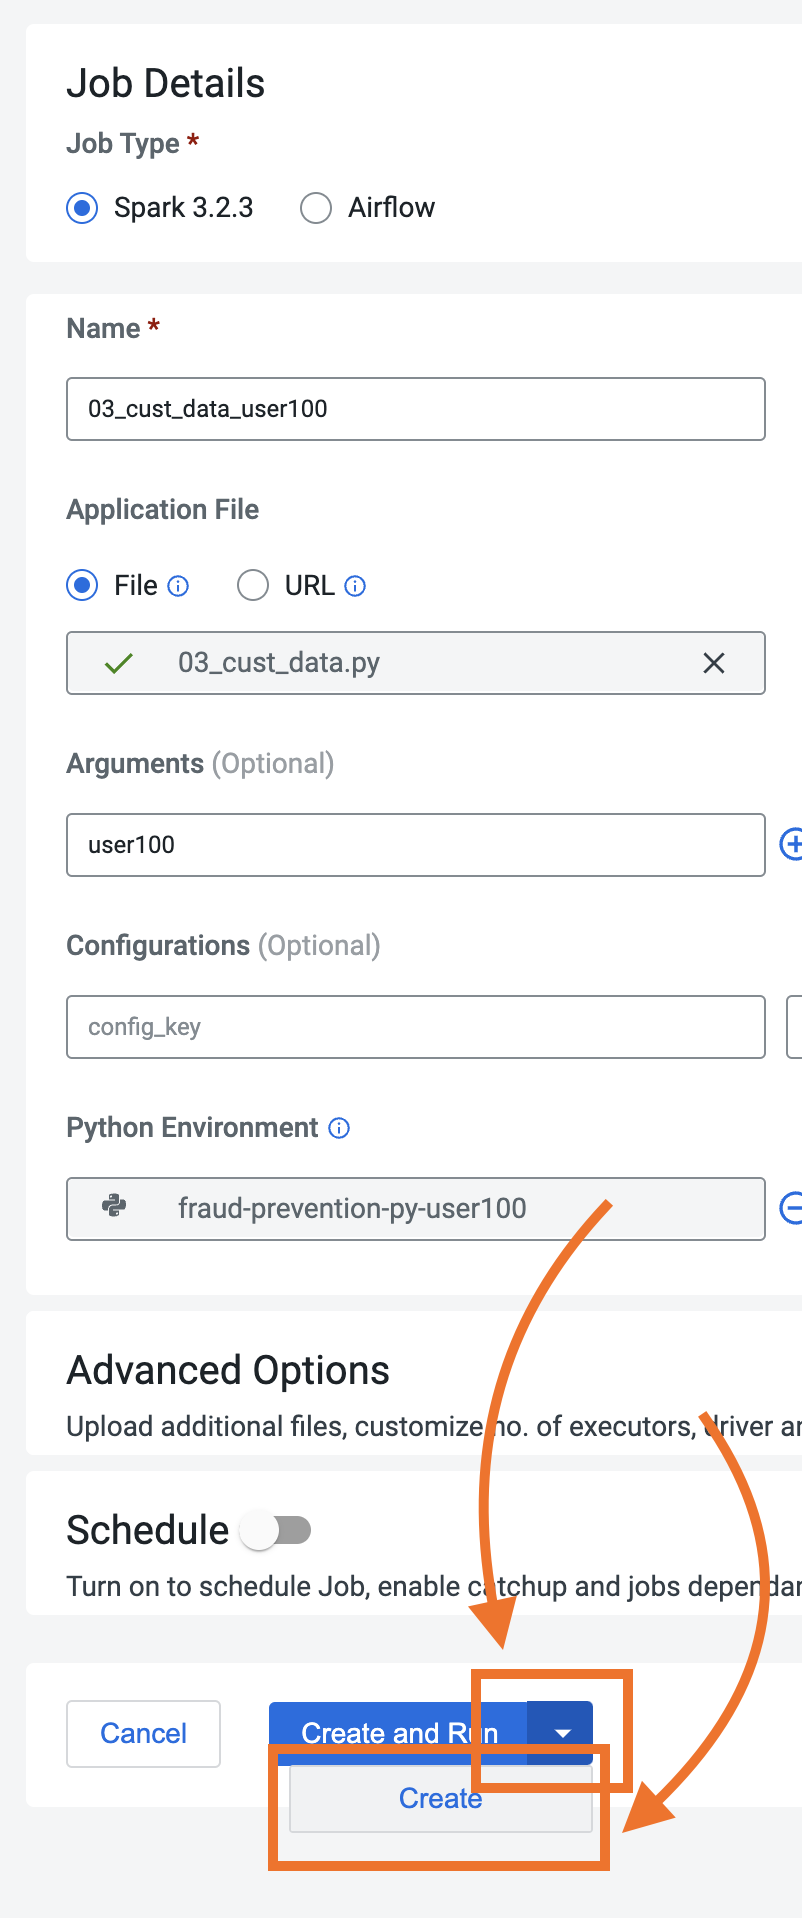 Job Details
Job Type *
Spark 3.2.3 Airflow
Name *
03_cust_data_user100
Application File
File URL
03_cust_data.py
Arguments (Optional)
user100
Configurations (Optional)
config_key
Python Environment
fraud-prevention-py-user100
Advanced Options
Upload additional files, customize no. of executors, driver
Schedule
Turn on to schedule Job, enable catchup and jobs
Cancel Create and Run
Create